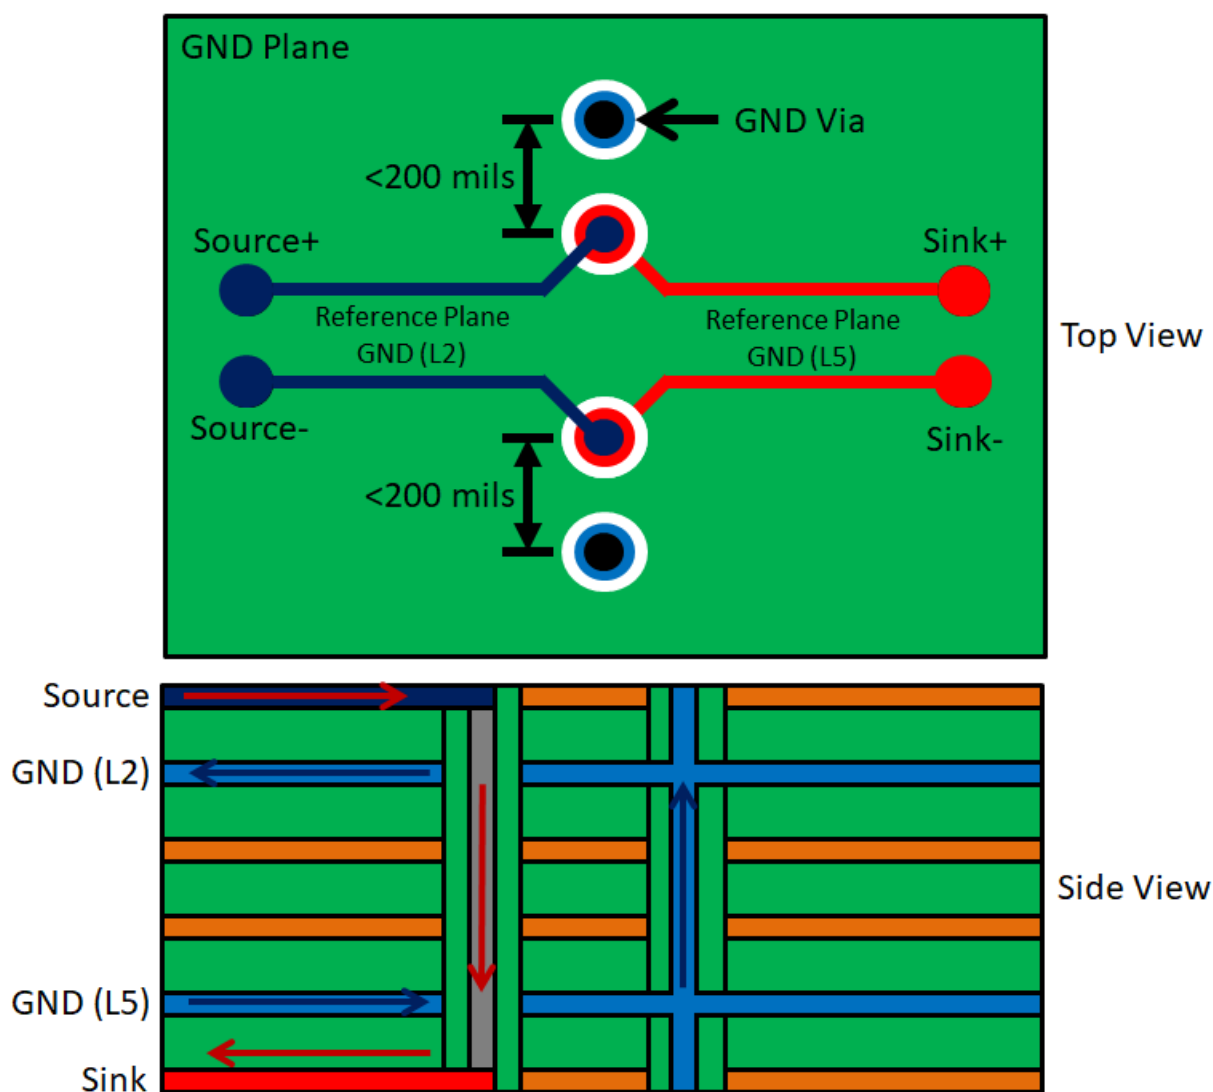 GND Plane
GND Via
<200 mils
Source+
Sink+
Reference Plane
GND (L2)
Reference Plane
GND (L5)
Top View
Source-
Sink-
<200 mils
Source
GND (L2)
Side View
GND (L5)
Sink